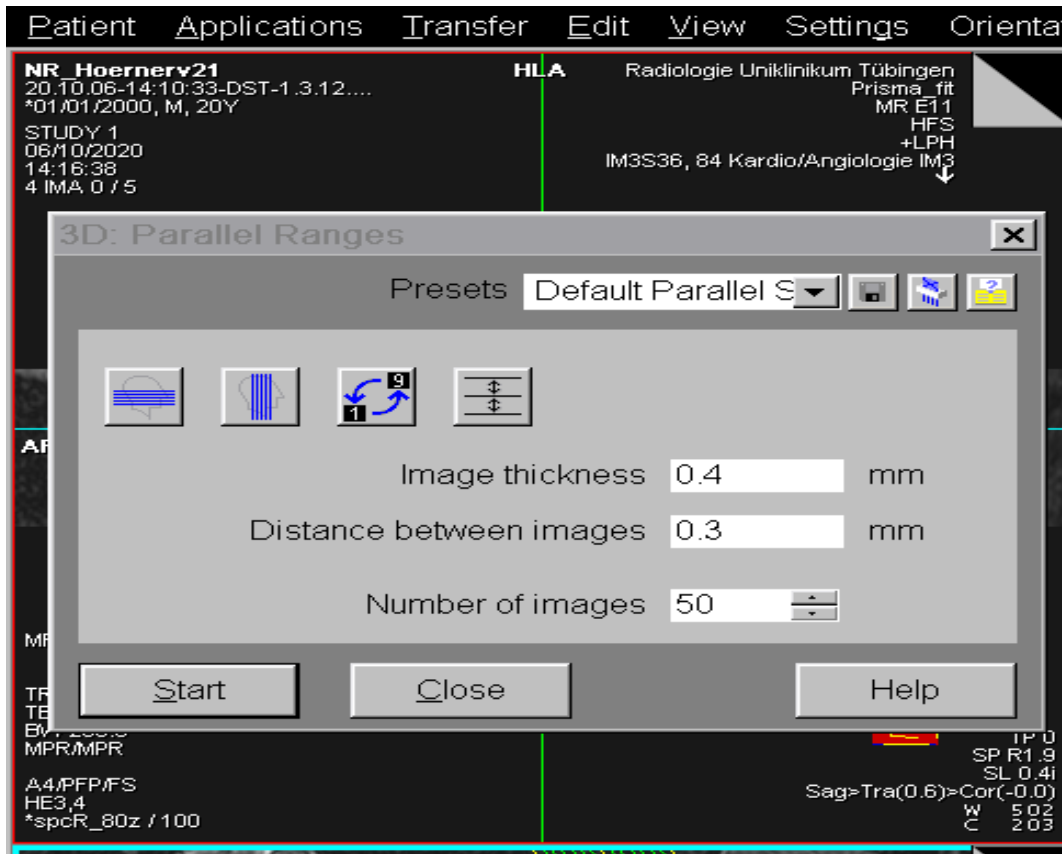 Patient Applications Transfer Edit View Settings Orienta
NR_Hoernerv21
20.10.06-14:10:33-DST-1.3.12....
*01/01/2000, M, 20Y
STUDY 1
06/10/2020
14:16:38
4 IMA 0 / 5
HLA
Radiologie Uniklinikum Tübingen
Prisma_fit
MR E11
HFS
+LPH
IM3S36, 84 Kardio/Angiologie IM3
3D: Parallel Ranges
Presets Default Parallel S
1 9
Image thickness 0.4 mm
Distance between images 0.3 mm
Number of images 50
Start Close Help
MPR/MPR
A4/PFP/FS
HE3,4
*spcR_80z / 100
TP 0
SP R1.9
SL 0.4i
Sag>Tra(0.6)>Cor(-0.0)
W 502
C 203